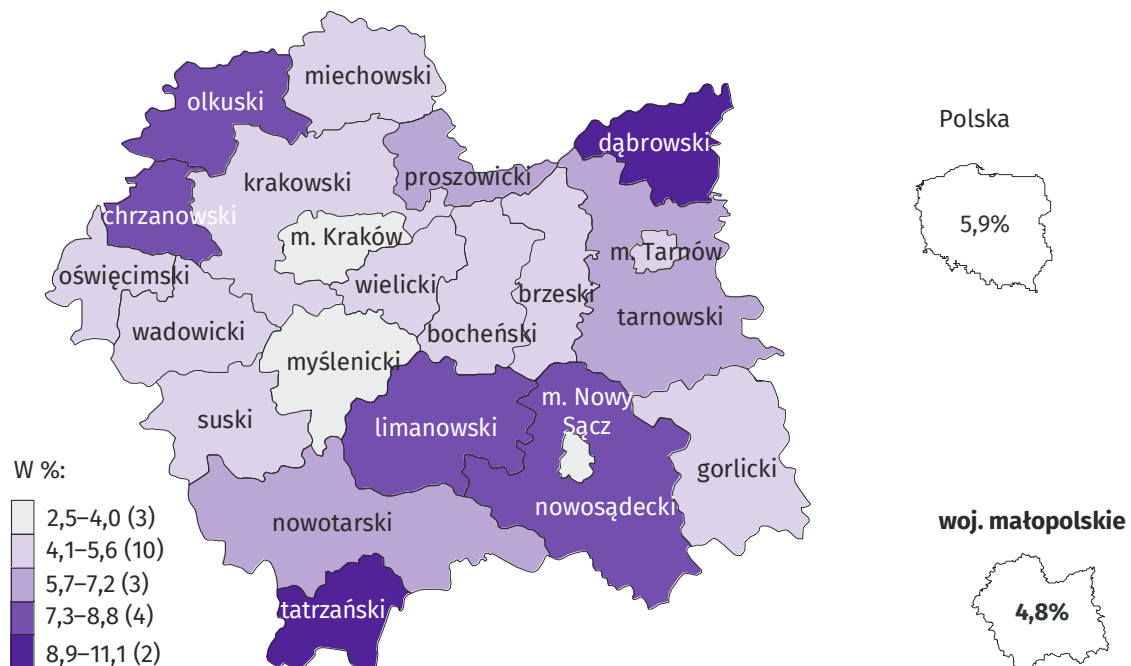 miechowski
olkuski
dąbrowski
Polska
krakowski
proszowicki
chrzanowski
5,9%
m. Kraków
m. Tarnów
oświęcimski
wielicki
brzeski
wadowicki
bocheński
tarnowski
myślenicki
m. Nowy
Sącz
suski
limanowski
gorlicki
W %:
nowosądecki
2,5–4,0 (3)
nowotarski
woj. małopolskie
4,1–5,6 (10)
5,7–7,2 (3)
7,3–8,8 (4)
tatrzański
4,8%
8,9–11,1 (2)